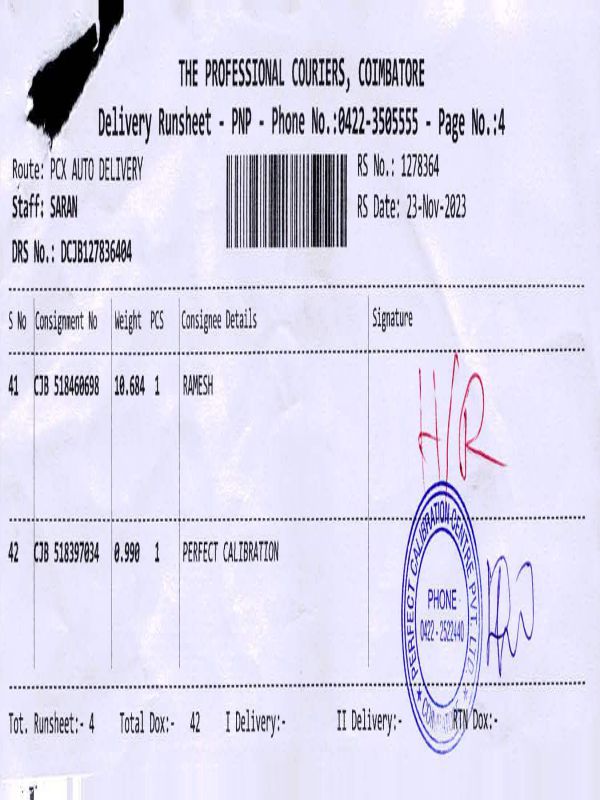 THE PROFESSIONAL COURIERS, COIMBATORE
Delivery Runsheet - PNP - Phone No.:0422-3505555 - Page No.:4
Route: PCX AUTO DELIVERY
RS No.: 1278364
Staff: SARAN
RS Date: 23-Nov-2023
DRS No.: DCJB127836404
S No Consignment No Weight PCS Consignee Details Signature
41 CJB 518460698 10.684 1 RAMESH
H/R
42 CJB 518397034 0.990 1 PERFECT CALIBRATION
PERFECT CALIBRATION CENTRE PVT. LTD.
PHONE
0422 - 2522440
Tot. Runsheet:- 4 Total Dox:- 42 I Delivery:- II Delivery:- RTN Dox:-